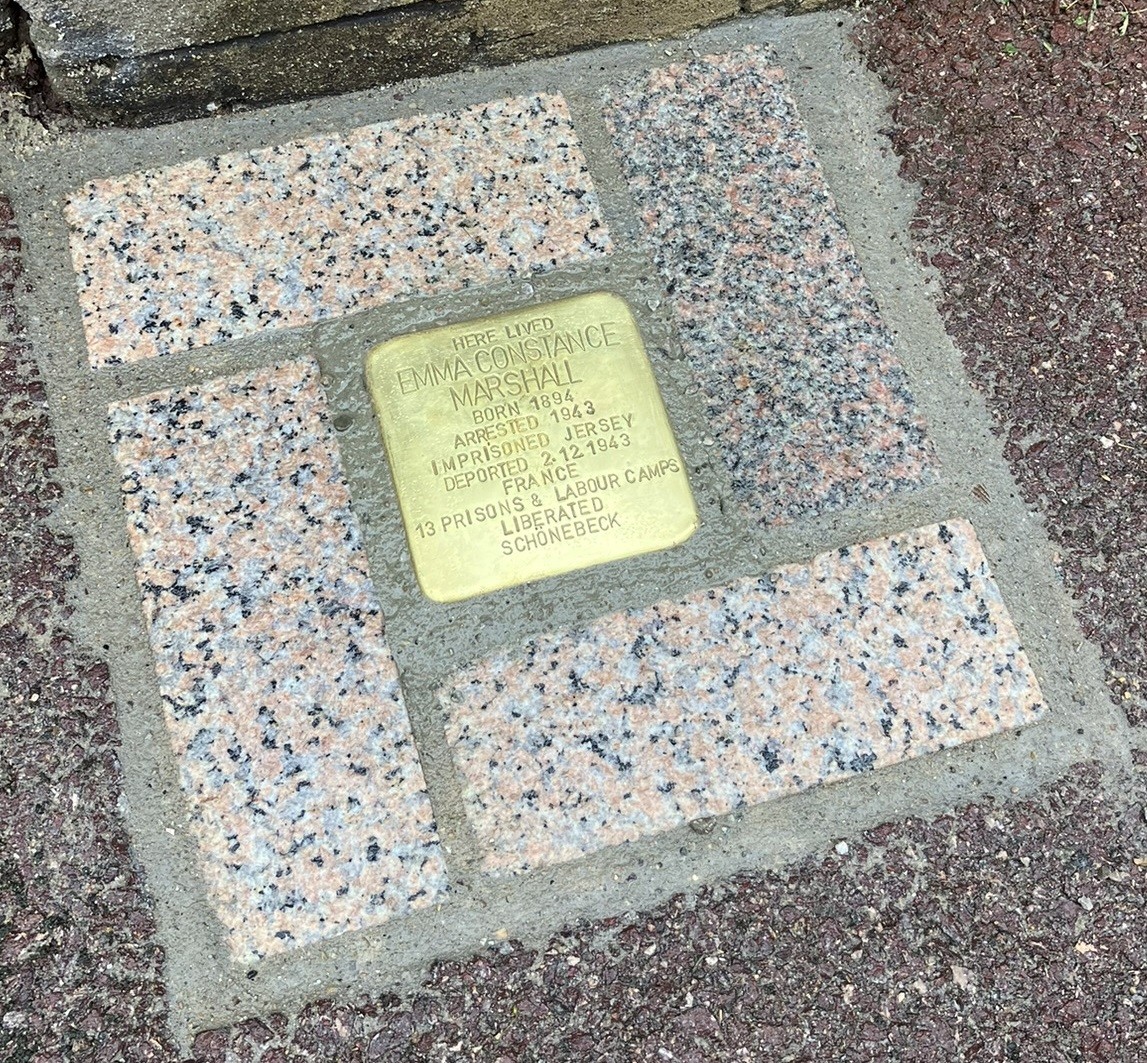 HERE LIVED
EMMA CONSTANCE
MARSHALL
BORN 1894
ARRESTED 1943
IMPRISONED JERSEY
DEPORTED 2.12 1943
FRANCE
13 PRISONS & LABOUR CAMPS
LIBERATED
SCHÖNEBECK